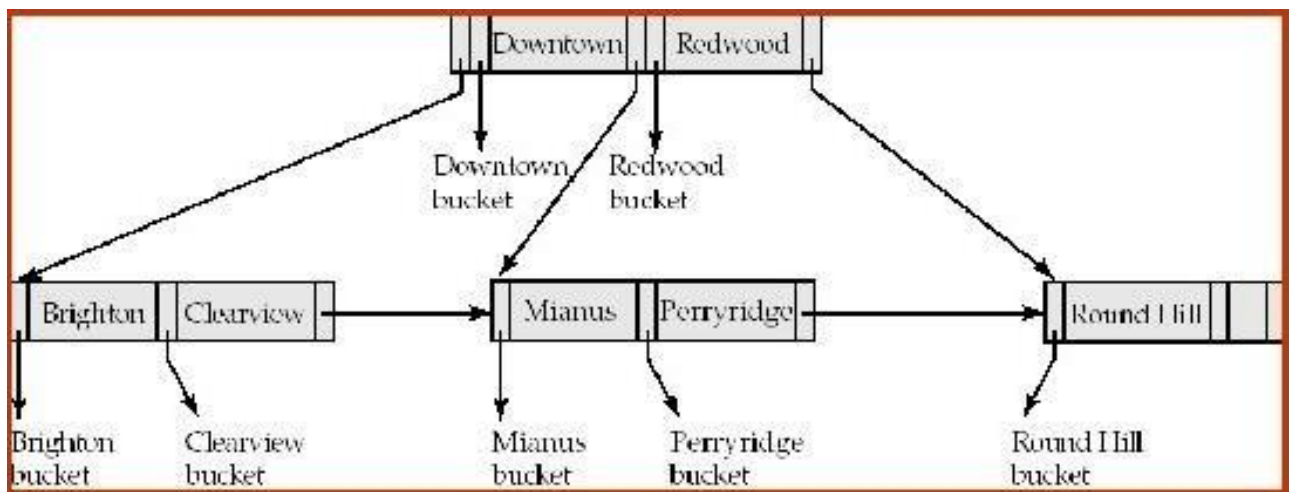 Downtown Redwood
Downtown Redwood
bucket bucket
Brighton Clearview Mianus Perryridge Round Hill
Brighton Clearview Mianus Perryridge Round Hill
bucket bucket bucket bucket bucket